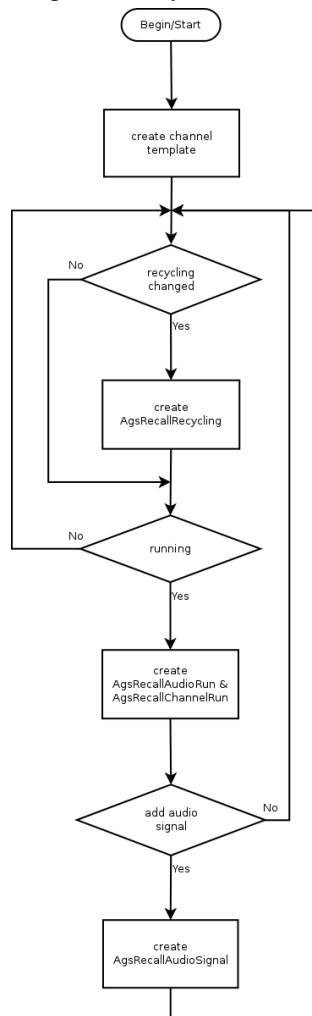 Begin/Start
create channel
template
No
recycling
changed
Yes
create
AgsRecallRecycling
No
running
Yes
create
AgsRecallAudioRun &
AgsRecallChannelRun
add audio
signal
No
Yes
create
AgsRecallAudioSignal